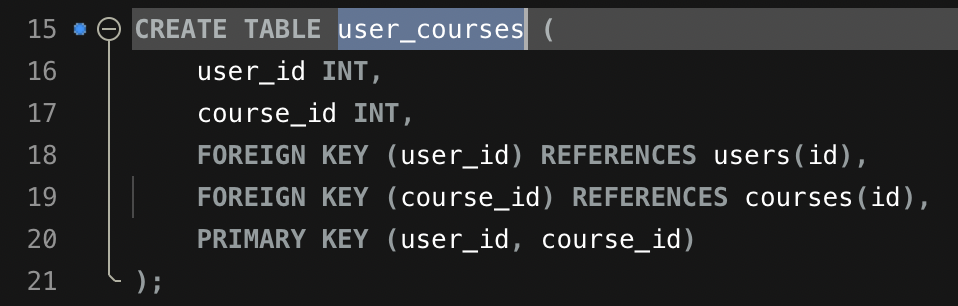 15 CREATE TABLE user_courses (
16     user_id INT,
17     course_id INT,
18     FOREIGN KEY (user_id) REFERENCES users(id),
19     FOREIGN KEY (course_id) REFERENCES courses(id),
20     PRIMARY KEY (user_id, course_id)
21 );